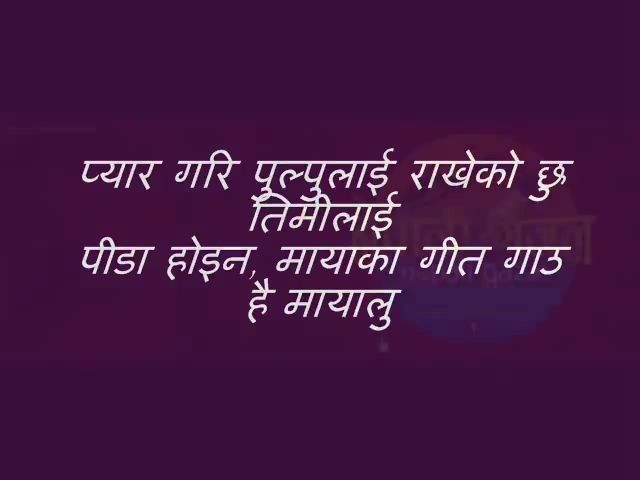 प्यार गरि पुल्पुलाई राखेको छु
तिमीलाई
पीडा होइन, मायाका गीत गाउ
है मायालु